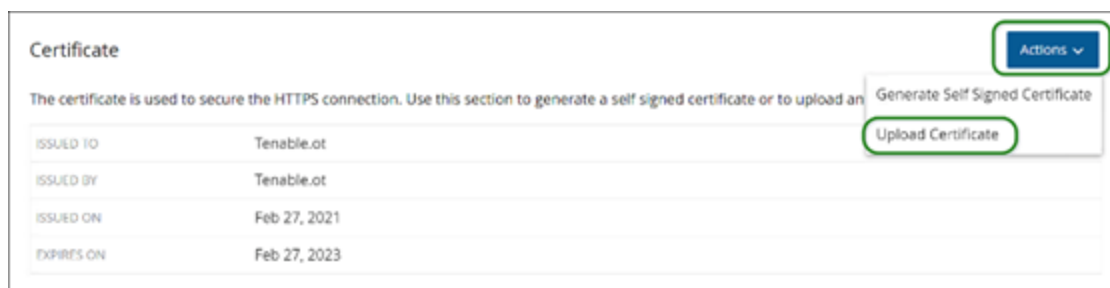 Certificate
Actions
The certificate is used to secure the HTTPS connection. Use this section to generate a self signed certificate or to upload an
Generate Self Signed Certificate
Upload Certificate
ISSUED TO Tenable.ot
ISSUED BY Tenable.ot
ISSUED ON Feb 27, 2021
EXPIRES ON Feb 27, 2023